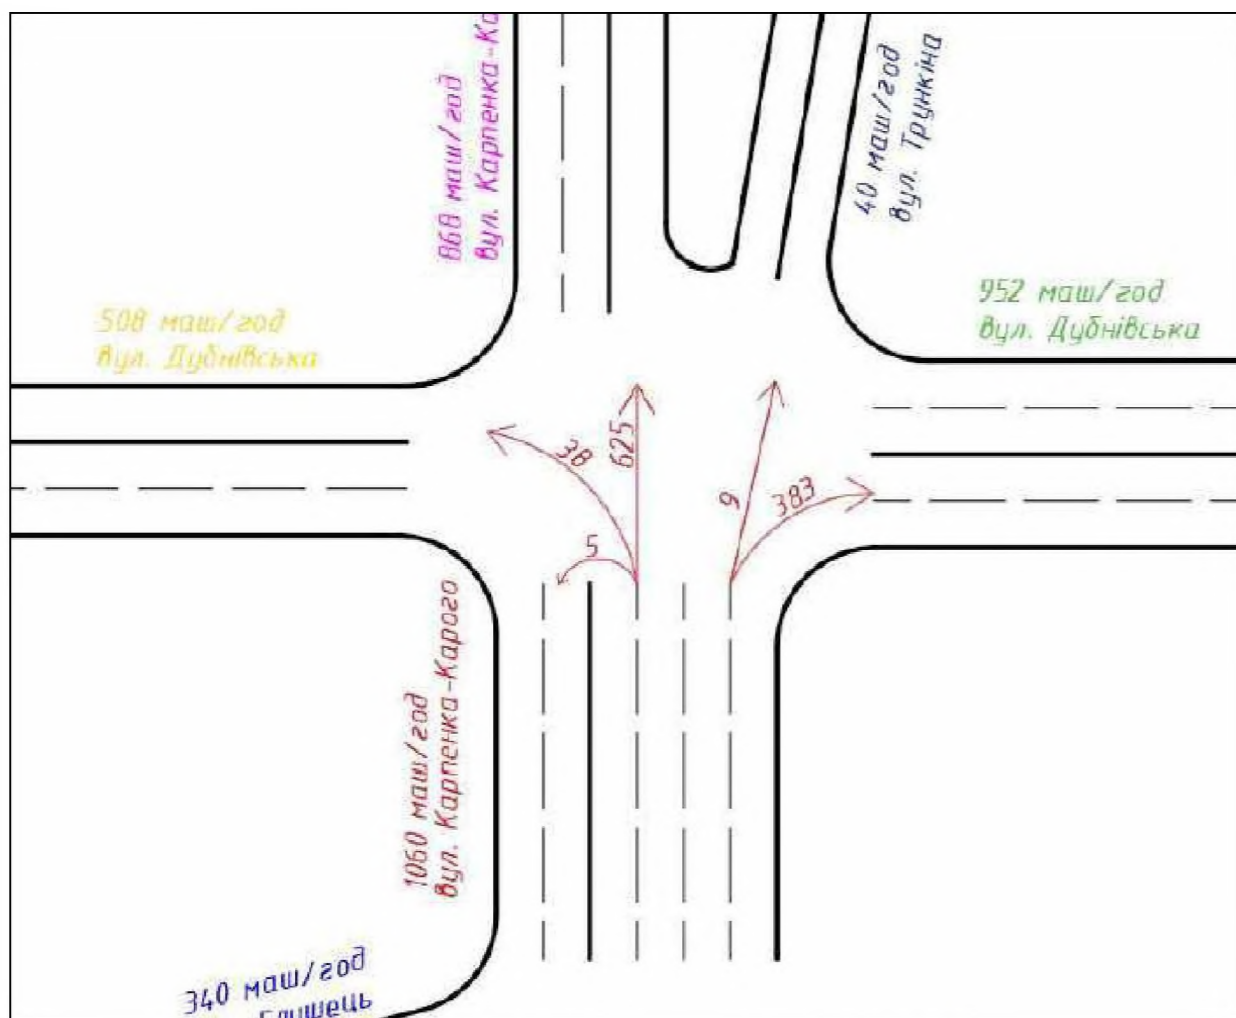 868 маш/год
вул. Карпенка-Ка
40 маш/год
вул. Трункіна
508 маш/год
вул. Дубнівська
952 маш/год
вул. Дубнівська
38
625
9
383
5
1060 маш/год
вул. Карпенка-Карого
340 маш/год
Глушець